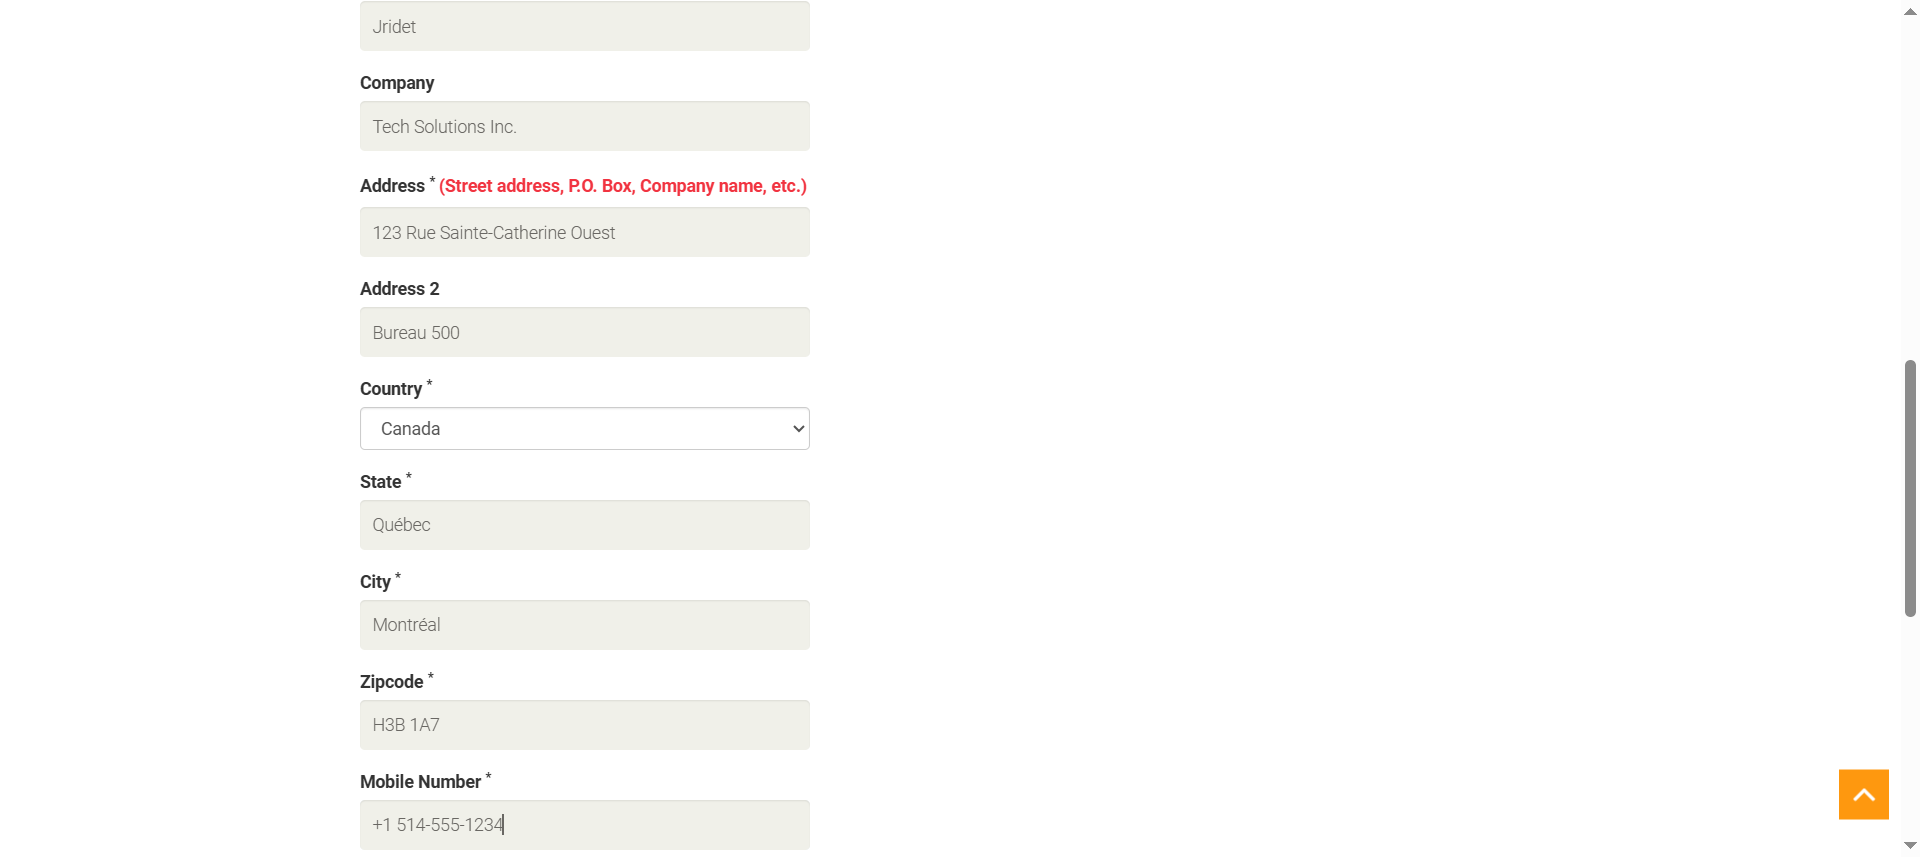 Jridet
Company
Tech Solutions Inc.
Address * (Street address, P.O. Box, Company name, etc.)
123 Rue Sainte-Catherine Ouest
Address 2
Bureau 500
Country *
Canada
State *
Québec
City *
Montréal
Zipcode *
H3B 1A7
Mobile Number *
+1 514-555-1234